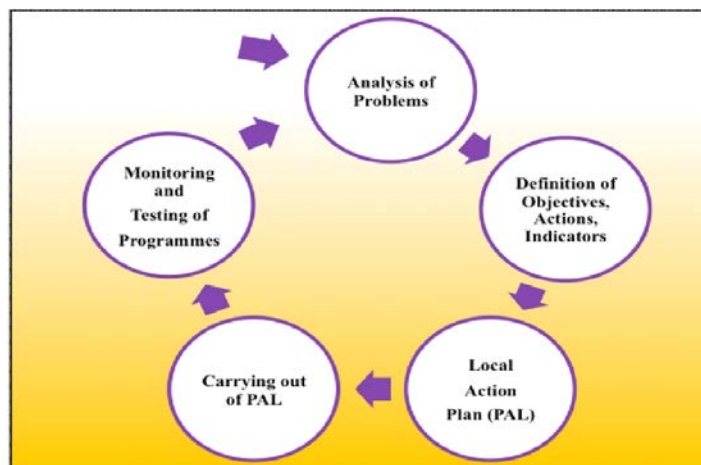 Analysis of
Problems
Definition of
Objectives,
Actions,
Indicators
Local
Action
Plan (PAL)
Carrying out
of PAL
Monitoring
and
Testing of
Programmes